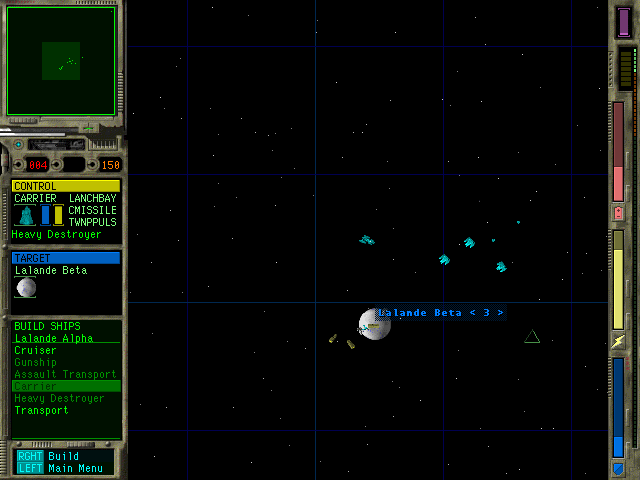 004 150
CONTROL
CARRIER LANCHBAY
CMISSILE
TWNPPULS
Heavy Destroyer
TARGET
Lalande Beta
Lalande Beta < 3 >
BUILD SHIPS
Lalande Alpha
Cruiser
Gunship
Assault Transport
Carrier
Heavy Destroyer
Transport
RGHT Build
LEFT Main Menu